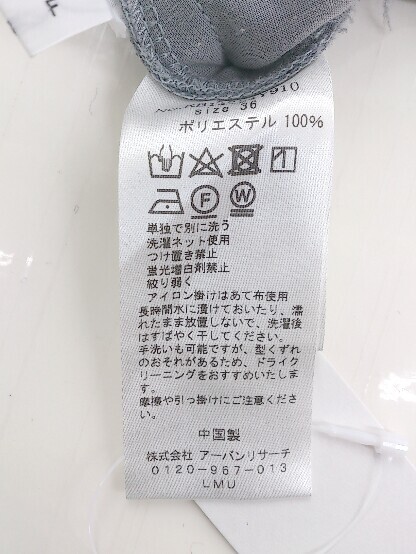 F
Size 36
ポリエステル 100%
F W
単独で別に洗う
洗濯ネット使用
つけ置き禁止
蛍光増白剤禁止
絞り弱く
アイロン掛けはあて布使用
長時間水に漬けておいたり、濡
れたまま放置しないで、洗濯後
はすばやく干してください。
手洗いも可能ですが、型くずれ
のおそれがあるため、ドライク
リーニングをおすすめいたしま
す。
摩擦や引っ掛けにご注意くださ
い。
中国製
株式会社 アーバンリサーチ
0120-967-013
LMU